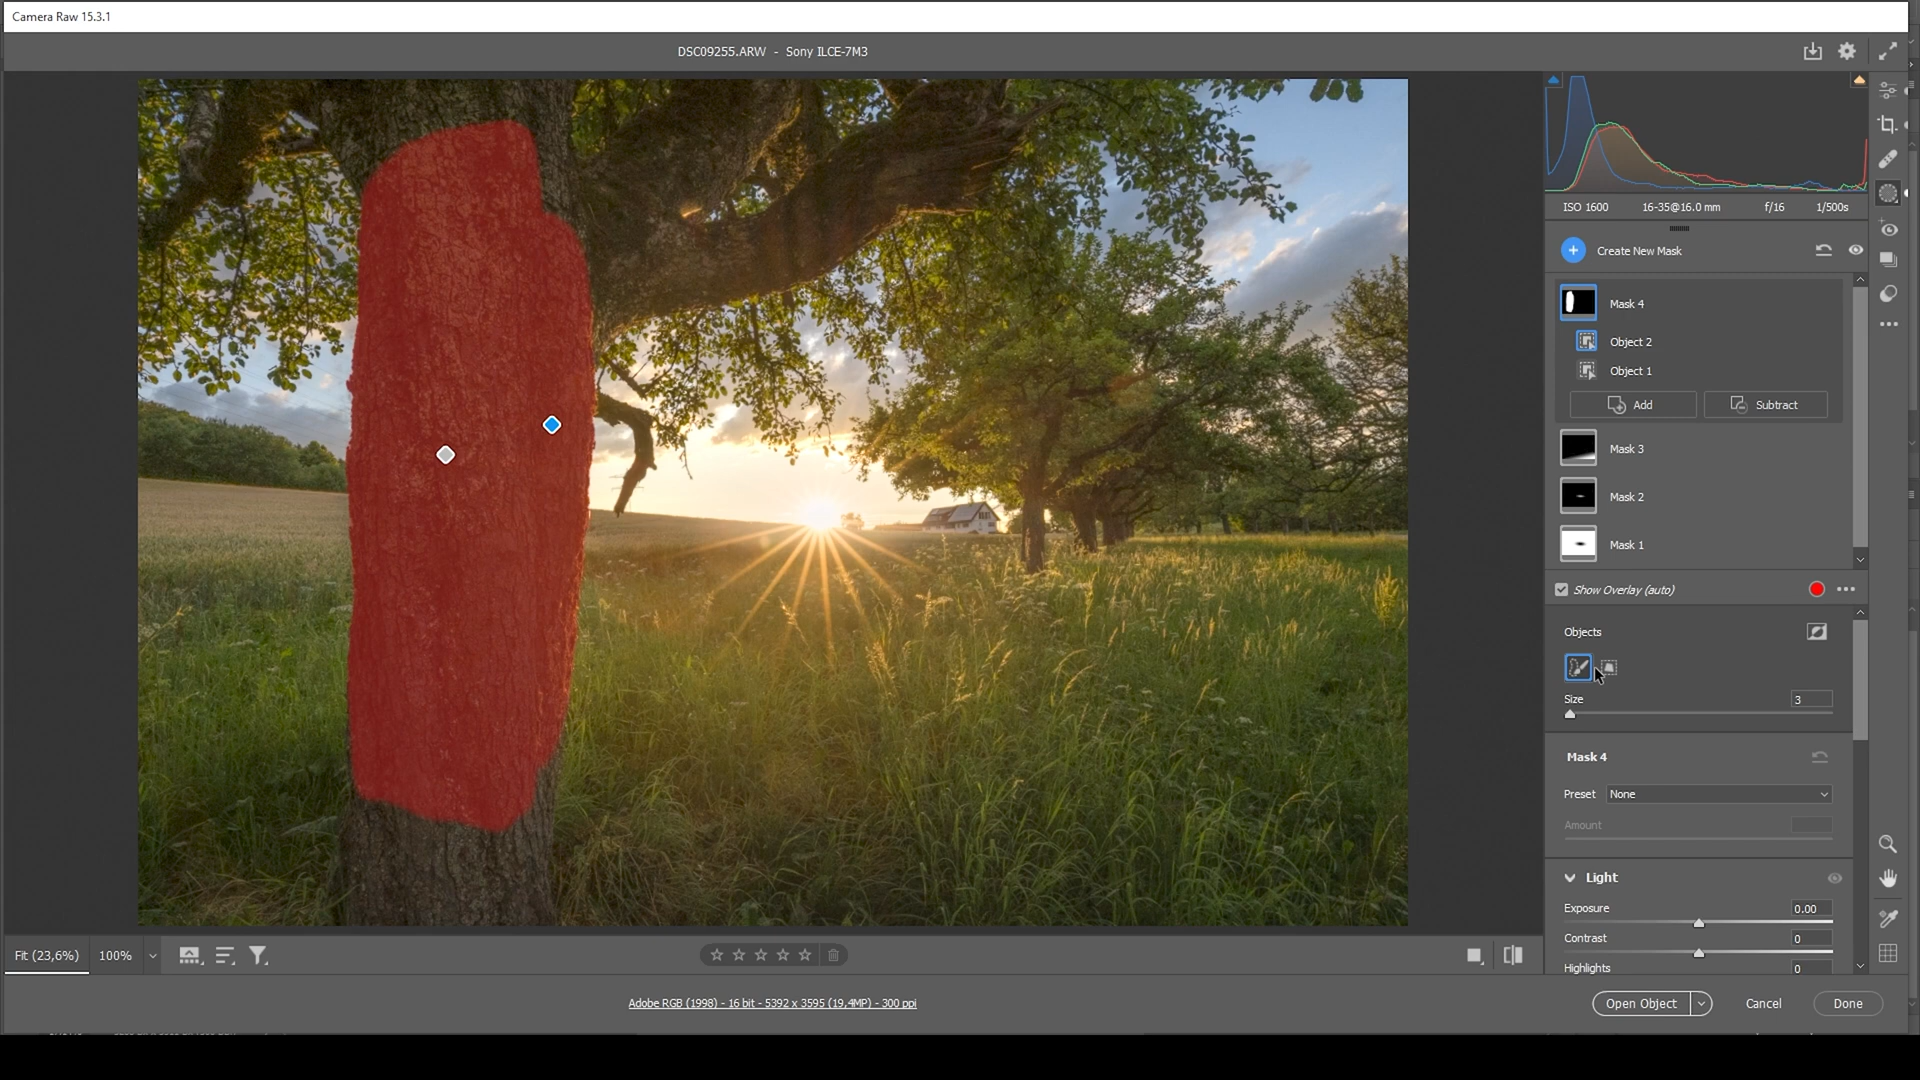 Camera Raw 15.3.1
DSC09255.ARW - Sony ILCE-7M3
ISO 1600 16-35@16.0 mm f/16 1/500s
Create New Mask
Mask 4
Object 2
Object 1
Add Subtract
Mask 3
Mask 2
Mask 1
Show Overlay (auto)
Objects
Size 3
Mask 4
Preset None
Amount
Light
Exposure 0.00
Contrast 0
Highlights 0
Fit (23,6%) 100%
Adobe RGB (1998) - 16 bit - 5392 x 3595 (19,4MP) - 300 ppi
Open Object Cancel Done